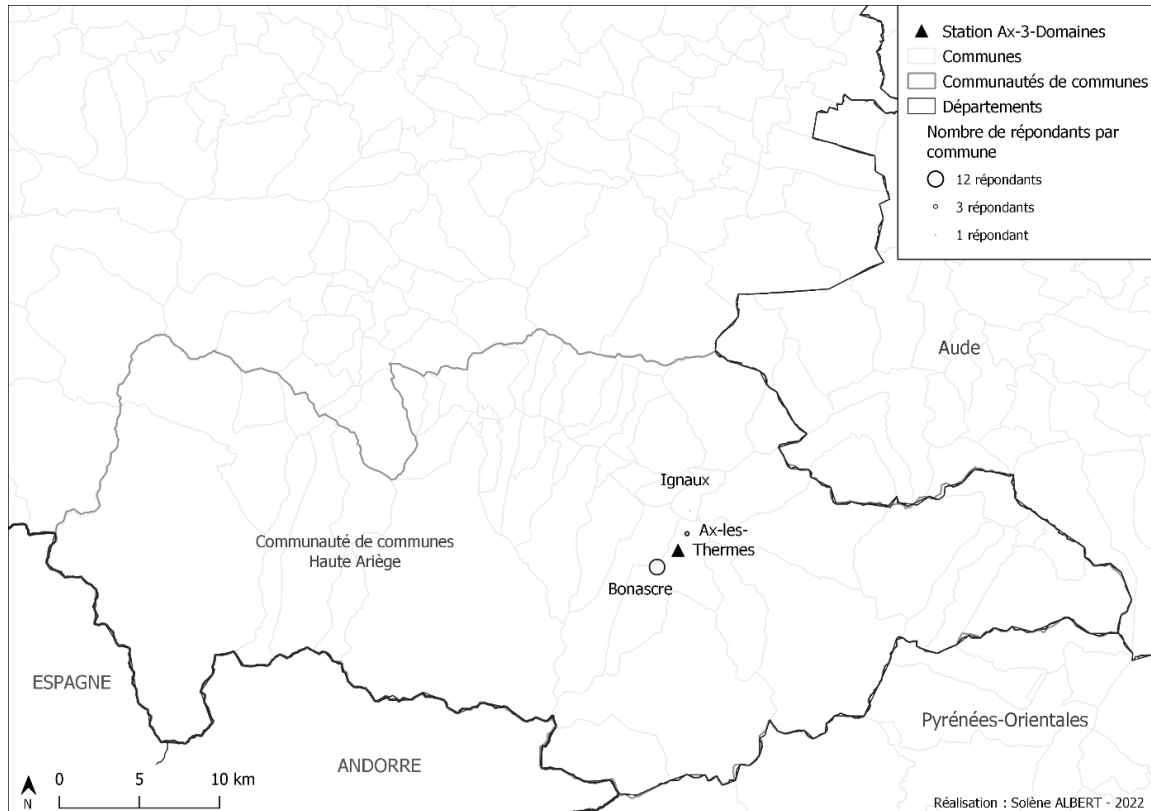 Station Ax-3-Domaines
Communes
Communautés de communes
Départements
Nombre de répondants par
commune
12 répondants
3 répondants
1 répondant
Aude
Ignaux
Ax-les-
Thermes
Communauté de communes
Haute Ariège
Bonascre
ESPAGNE
Pyrénées-Orientales
ANDORRE
0 5 10 km
N
Réalisation : Solène ALBERT - 2022